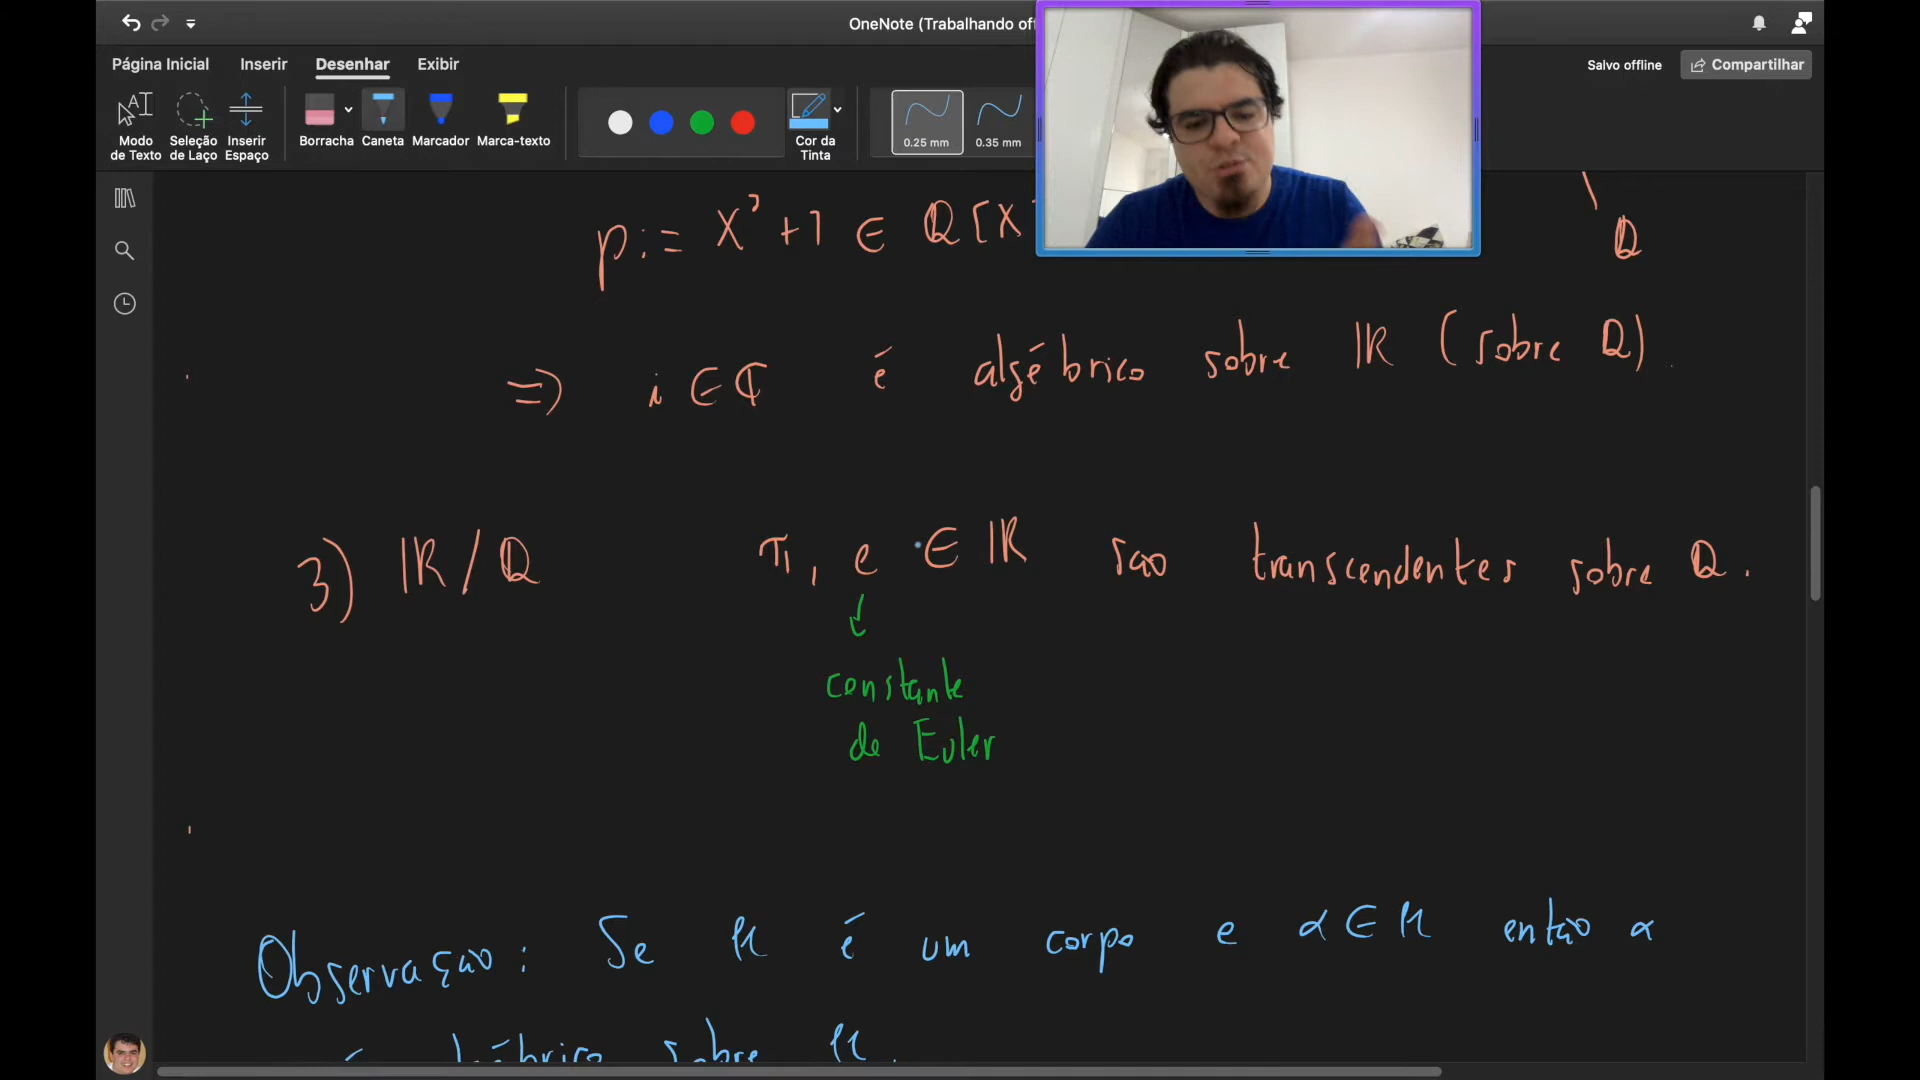 OneNote (Trabalhando of
Página Inicial Inserir Desenhar Exibir
Salvo offline Compartilhar
Modo de Texto Seleção de Laço Inserir Espaço Borracha Caneta Marcador Marca-texto Cor da Tinta 0.25 mm 0.35 mm
p := X² + 1 ∈ ℚ[X
ℚ
=> i ∈ ℂ é algébrico sobre ℝ (sobre ℚ).
3) ℝ/ℚ π, e ∈ ℝ são transcendentes sobre ℚ.
constante
de Euler
Observação: Se K é um corpo e α ∈ K então α
é algébrico sobre K.